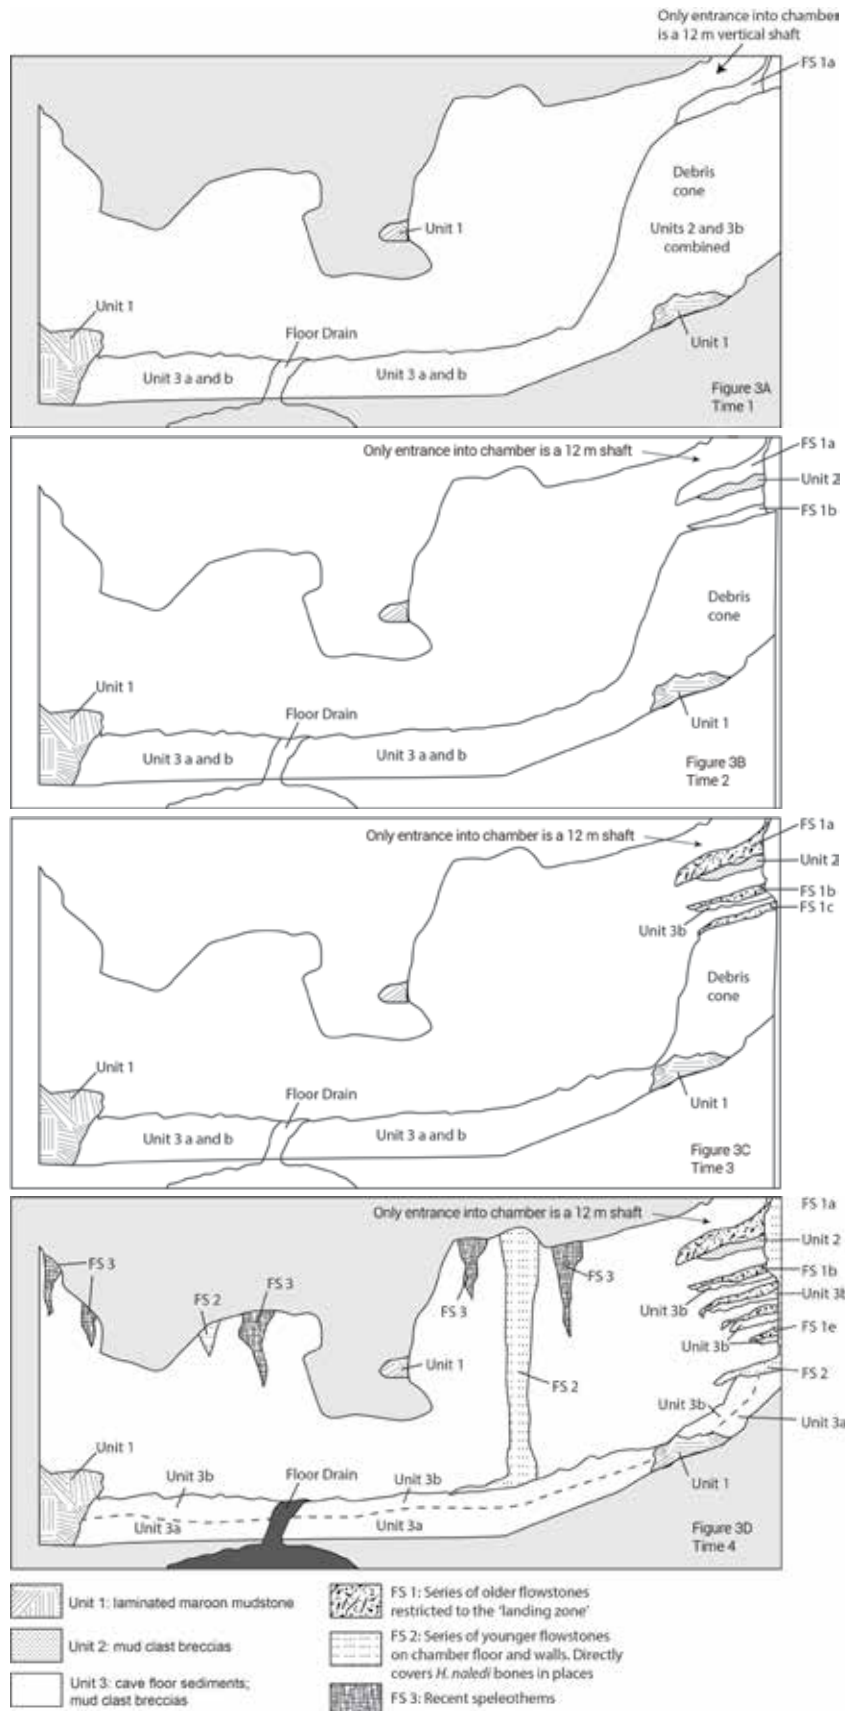 Only entrance into chamber
is a 12 m vertical shaft
FS 1a
Debris
cone
Units 2 and 3b
combined
Unit 1
Unit 1
Floor Drain
Unit 3 a and b
Unit 3 a and b
Unit 1
Figure 3A
Time 1
Only entrance into chamber is a 12 m shaft
FS 1a
Unit 2
FS 1b
Debris
cone
Unit 1
Floor Drain
Unit 3 a and b
Unit 3 a and b
Unit 1
Figure 3B
Time 2
Only entrance into chamber is a 12 m shaft
FS 1a
Unit 2
FS 1b
FS 1c
Unit 3b
Debris
cone
Unit 1
Floor Drain
Unit 3 a and b
Unit 3 a and b
Unit 1
Figure 3C
Time 3
Only entrance into chamber is a 12 m shaft
FS 1a
Unit 2
FS 1b
Unit 3b
Unit 3b
FS 1e
Unit 3b
FS 2
Unit 3b
Unit 3a
FS 3
FS 2
FS 3
FS 3
FS 3
Unit 1
FS 2
Unit 1
Unit 3b
Floor Drain
Unit 3b
Unit 3a
Unit 3a
Unit 1
Figure 3D
Time 4
Unit 1: laminated maroon mudstone
Unit 2: mud clast breccias
Unit 3: cave floor sediments;
mud clast breccias
FS 1: Series of older flowstones
restricted to the ‘landing zone’
FS 2: Series of younger flowstones
on chamber floor and walls. Directly
covers H. naledi bones in places
FS 3: Recent speleothems